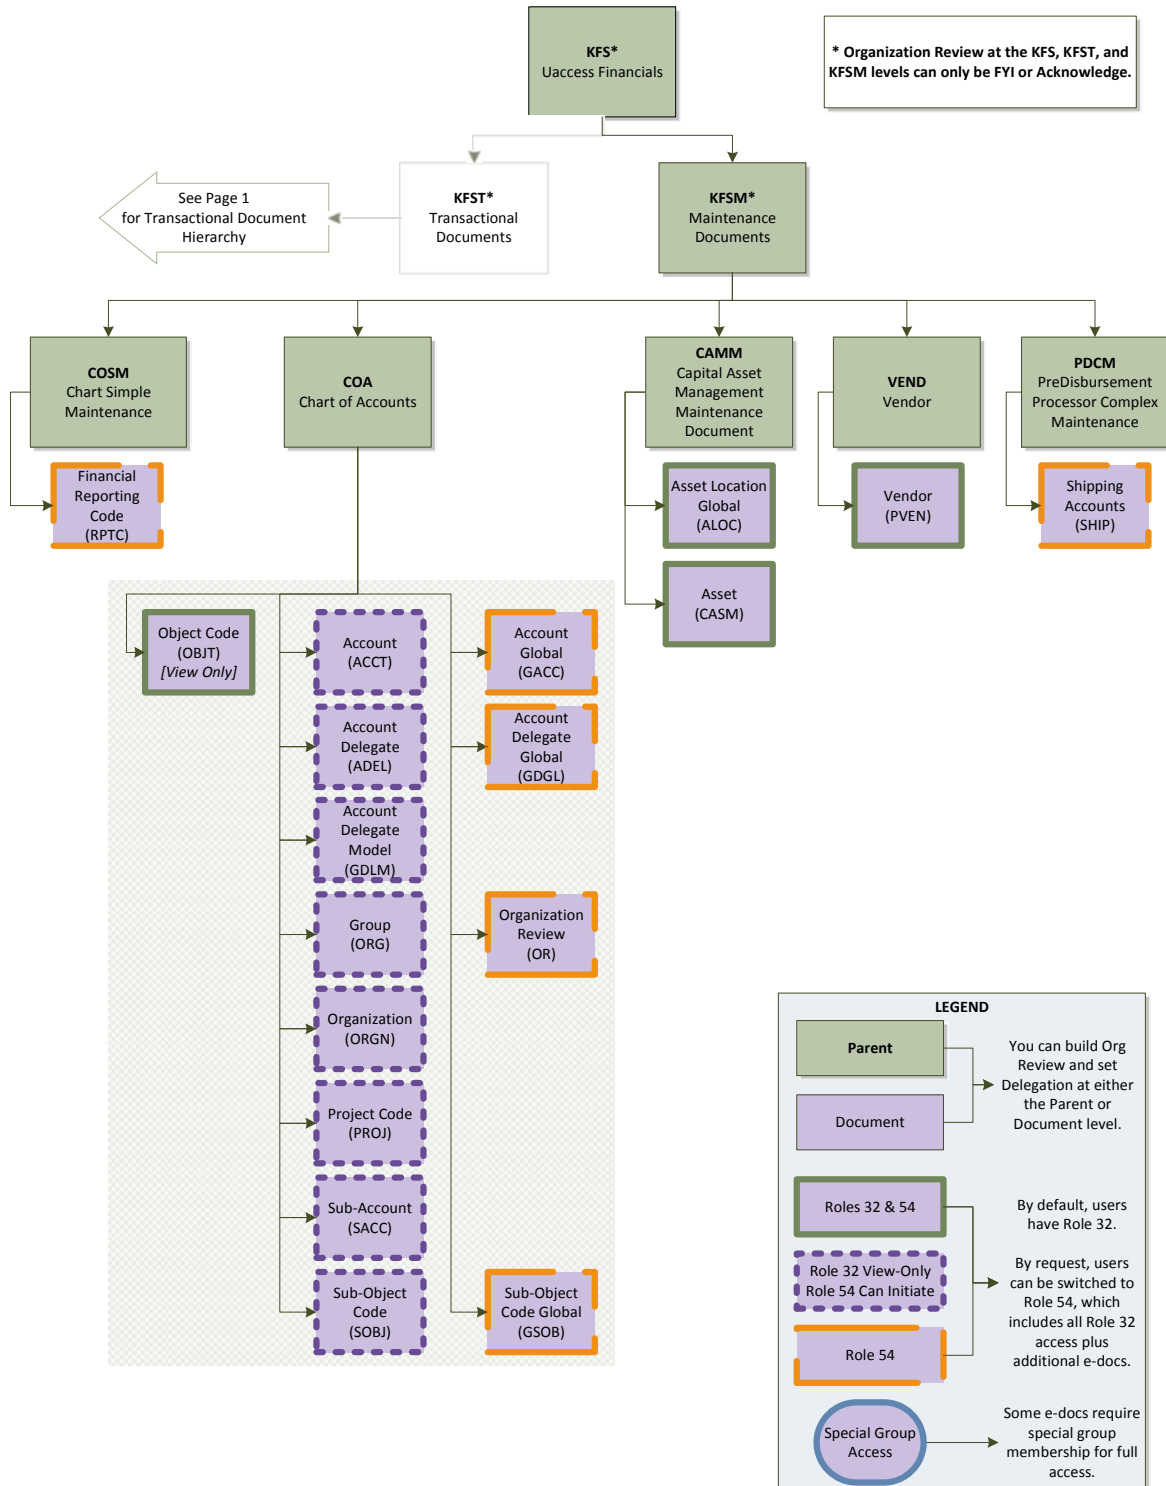 KFS*
Uaccess Financials
* Organization Review at the KFS, KFST, and
KFSM levels can only be FYI or Acknowledge.
See Page 1
for Transactional Document
Hierarchy
KFST*
Transactional
Documents
KFSM*
Maintenance
Documents
COSM
Chart Simple
Maintenance
COA
Chart of Accounts
CAMM
Capital Asset
Management
Maintenance
Document
VEND
Vendor
PDCM
PreDisbursement
Processor Complex
Maintenance
Financial
Reporting
Code
(RPTC)
Asset Location
Global
(ALOC)
Vendor
(PVEN)
Shipping
Accounts
(SHIP)
Asset
(CASM)
Object Code
(OBJT)
[View Only]
Account
(ACCT)
Account
Global
(GACC)
Account
Delegate
(ADEL)
Account
Delegate
Global
(GDGL)
Account
Delegate
Model
(GDLM)
Group
(ORG)
Organization
Review
(OR)
Organization
(ORGN)
Project Code
(PROJ)
Sub-Account
(SACC)
Sub-Object
Code
(SOBJ)
Sub-Object
Code Global
(GSOB)
LEGEND
Parent
Document
You can build Org
Review and set
Delegation at either
the Parent or
Document level.
Roles 32 & 54
By default, users
have Role 32.
Role 32 View-Only
Role 54 Can Initiate
Role 54
By request, users
can be switched to
Role 54, which
includes all Role 32
access plus
additional e-docs.
Special Group
Access
Some e-docs require
special group
membership for full
access.